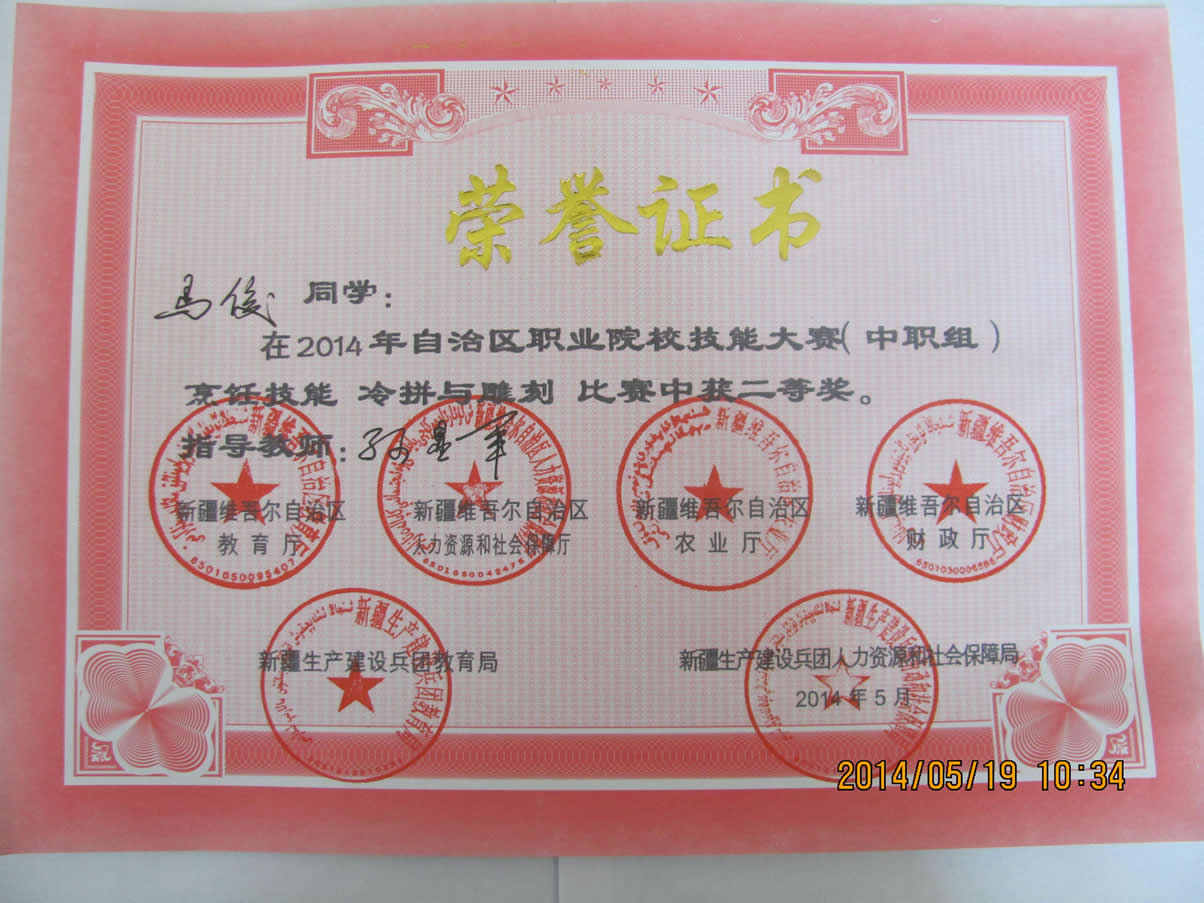 荣誉证书
马俊 同学：
在2014年自治区职业院校技能大赛（中职组）
烹饪技能 冷拼与雕刻 比赛中获二等奖。
指导教师：
新疆维吾尔自治区 新疆维吾尔自治区 新疆维吾尔自治区 新疆维吾尔自治区
教育厅 人力资源和社会保障厅 农业厅 财政厅
新疆生产建设兵团教育局 新疆生产建设兵团人力资源和社会保障局
2014年5月
2014/05/19 10:34